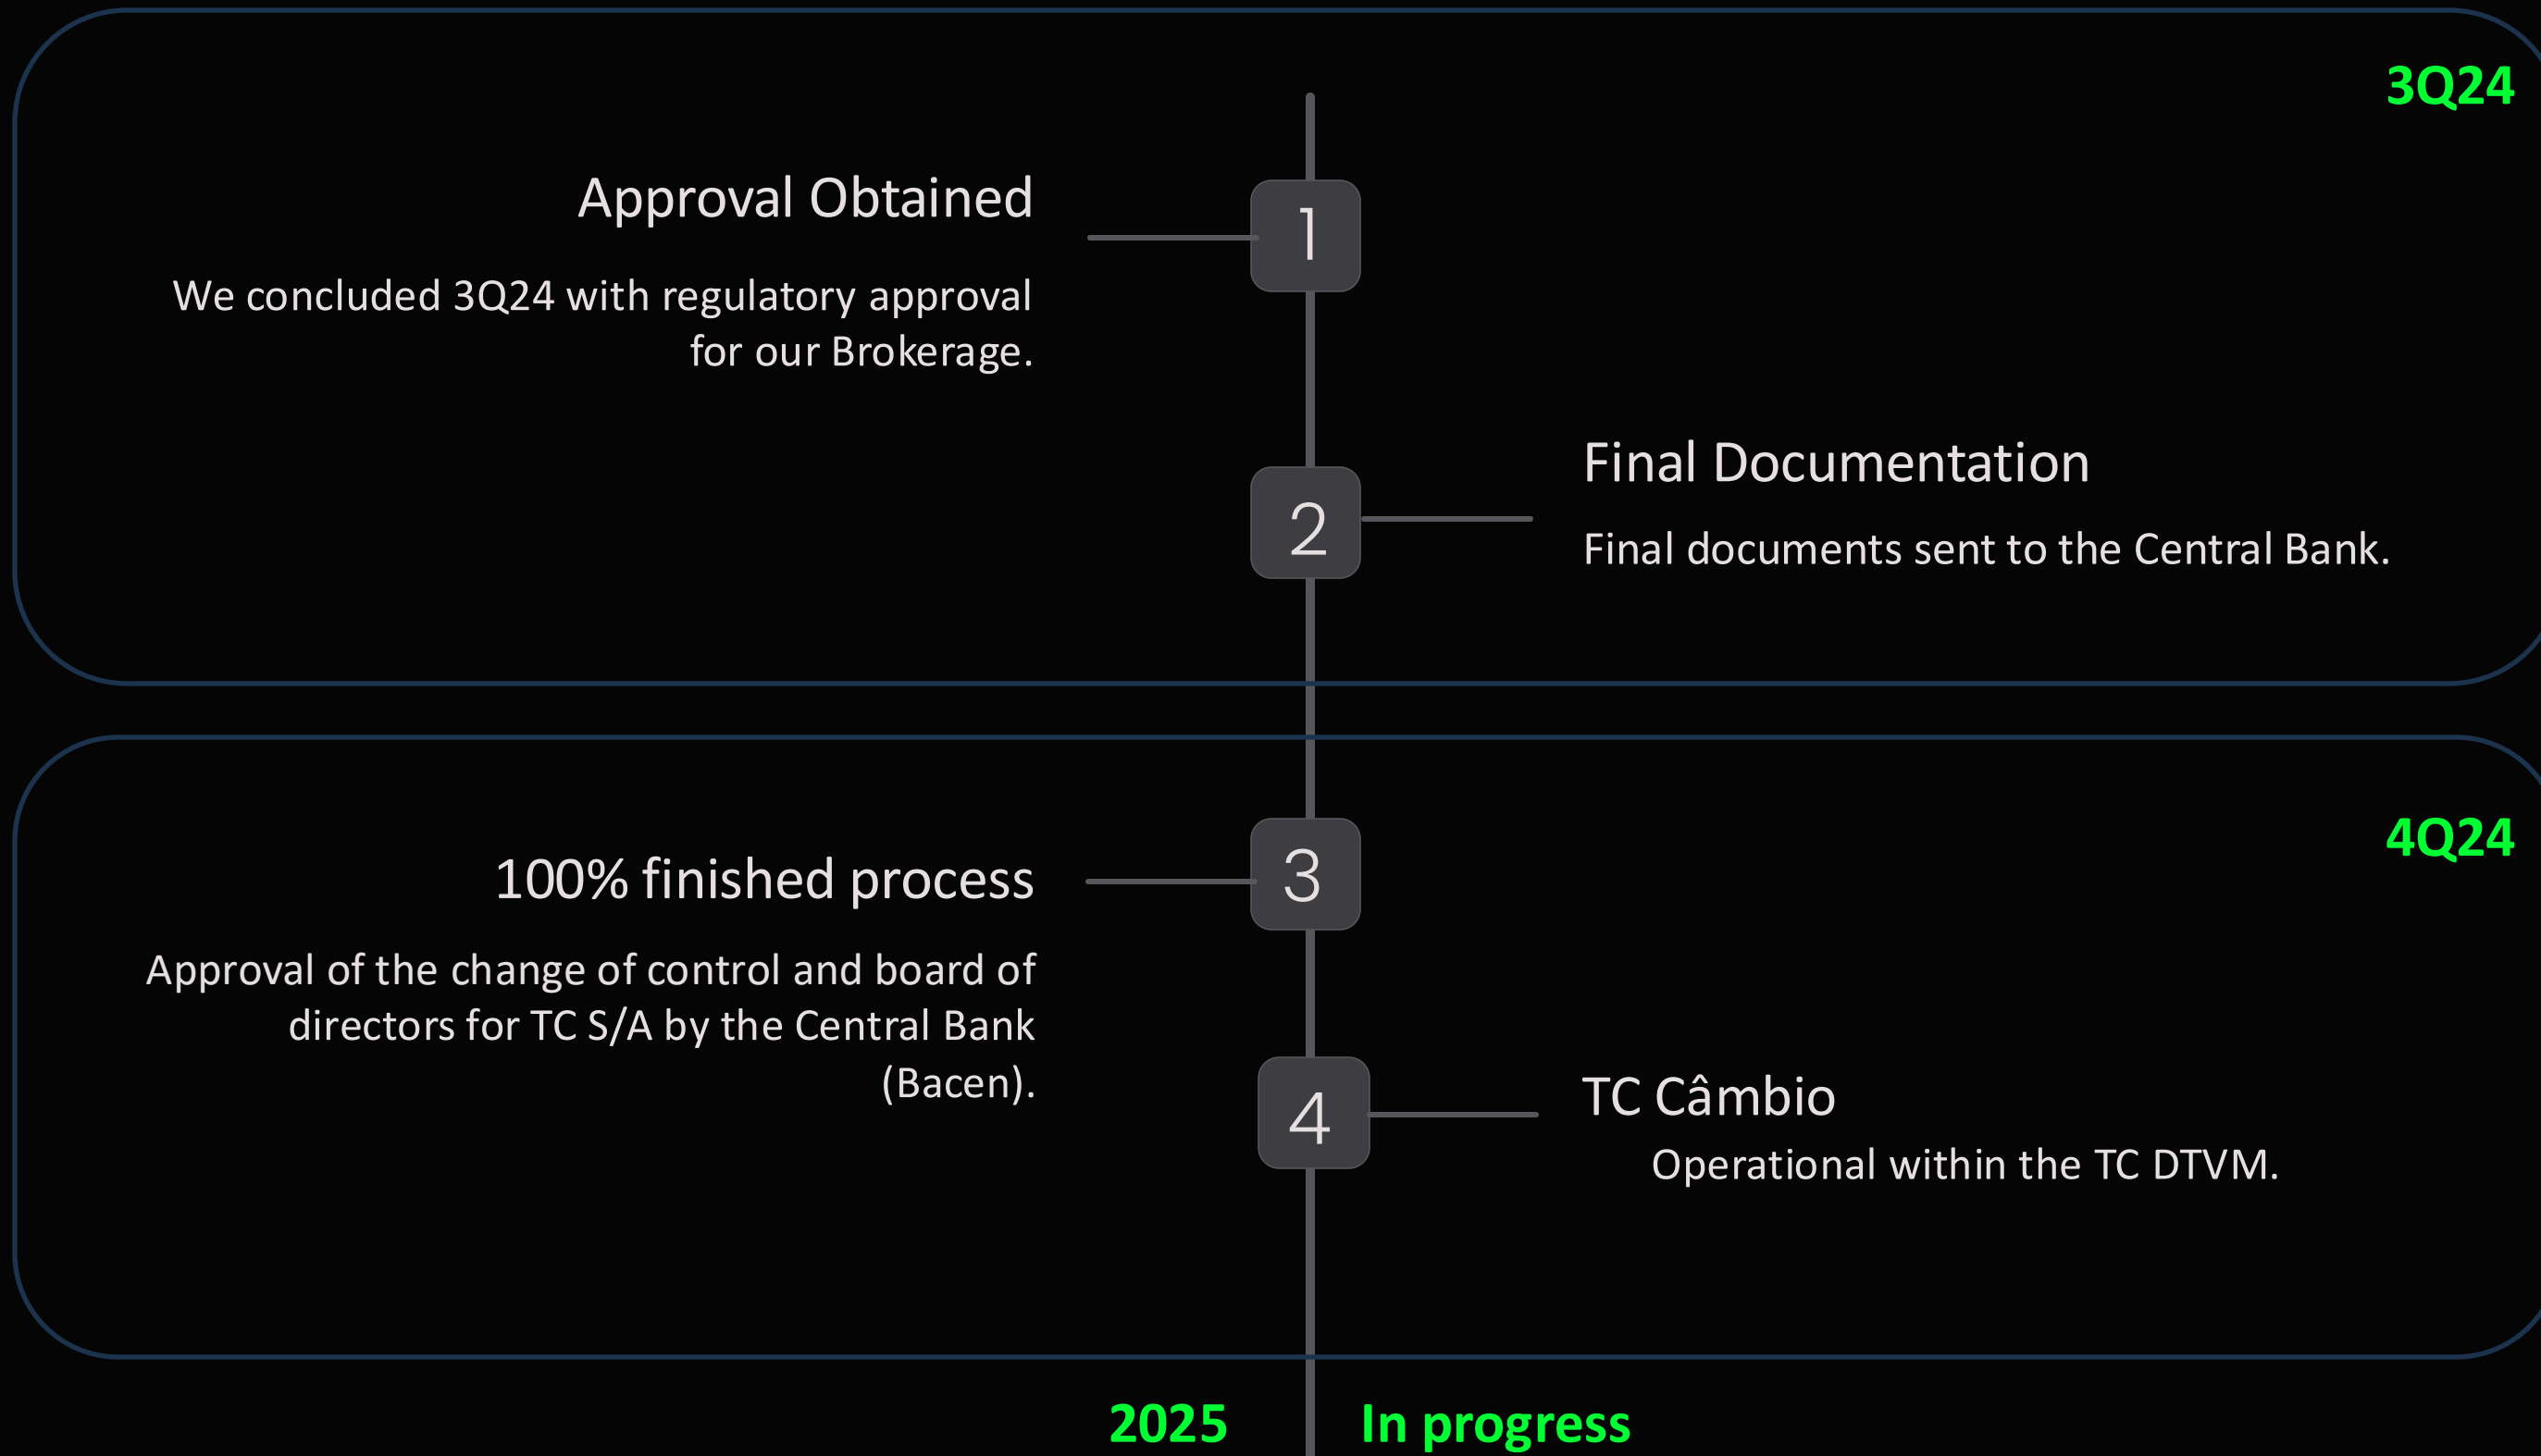 3Q24
1
Approval Obtained
We concluded 3Q24 with regulatory approval
for our Brokerage.
2
Final Documentation
Final documents sent to the Central Bank.
4Q24
3
100% finished process
Approval of the change of control and board of
directors for TC S/A by the Central Bank
(Bacen).
4
TC Câmbio
Operational within the TC DTVM.
2025
In progress